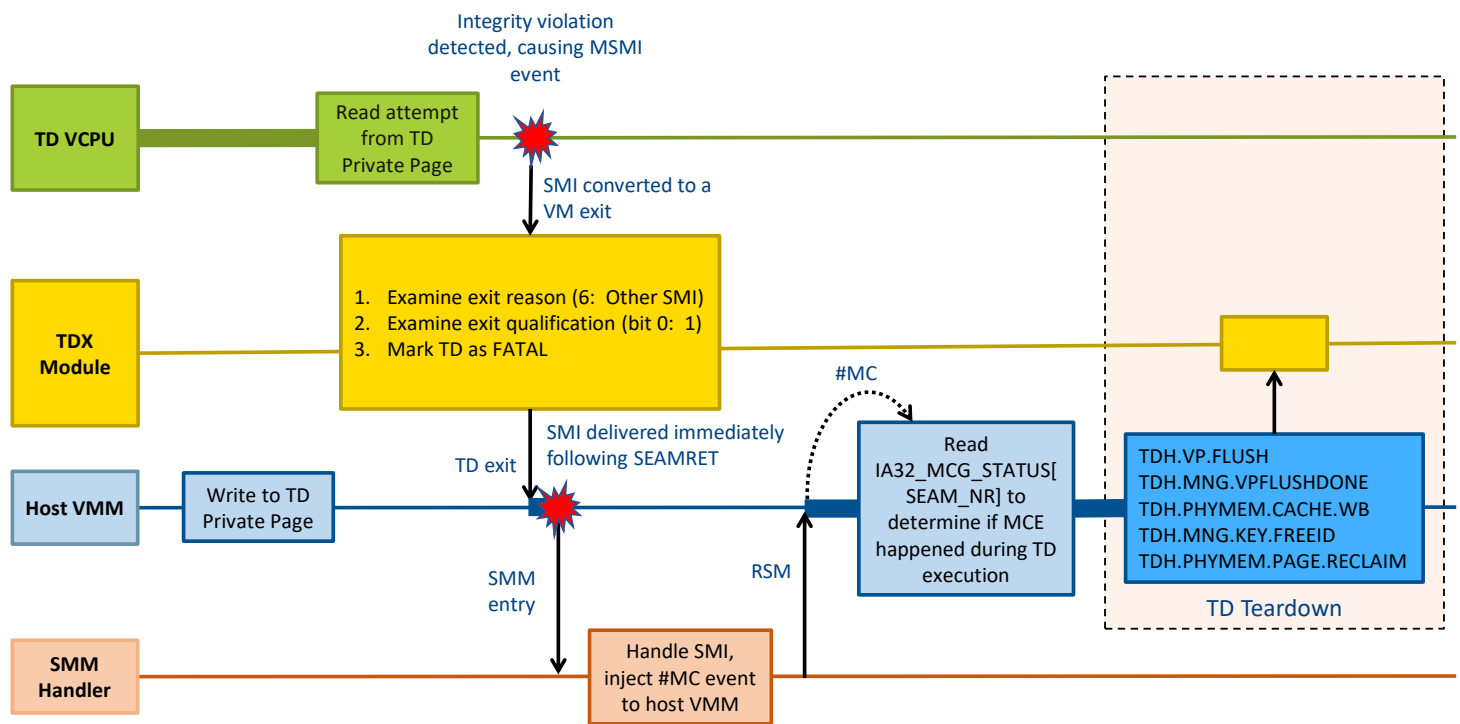 Integrity violation
detected, causing MSMI
event
TD VCPU
Read attempt
from TD
Private Page
SMI converted to a
VM exit
TDX
Module
1. Examine exit reason (6: Other SMI)
2. Examine exit qualification (bit 0: 1)
3. Mark TD as FATAL
#MC
TD exit
SMI delivered immediately
following SEAMRET
Host VMM
Write to TD
Private Page
Read
IA32_MCG_STATUS[
SEAM_NR] to
determine if MCE
happened during TD
execution
TDH.VP.FLUSH
TDH.MNG.VPFLUSHDONE
TDH.PHYMEM.CACHE.WB
TDH.MNG.KEY.FREEID
TDH.PHYMEM.PAGE.RECLAIM
TD Teardown
SMM
entry
RSM
SMM
Handler
Handle SMI,
inject #MC event
to host VMM